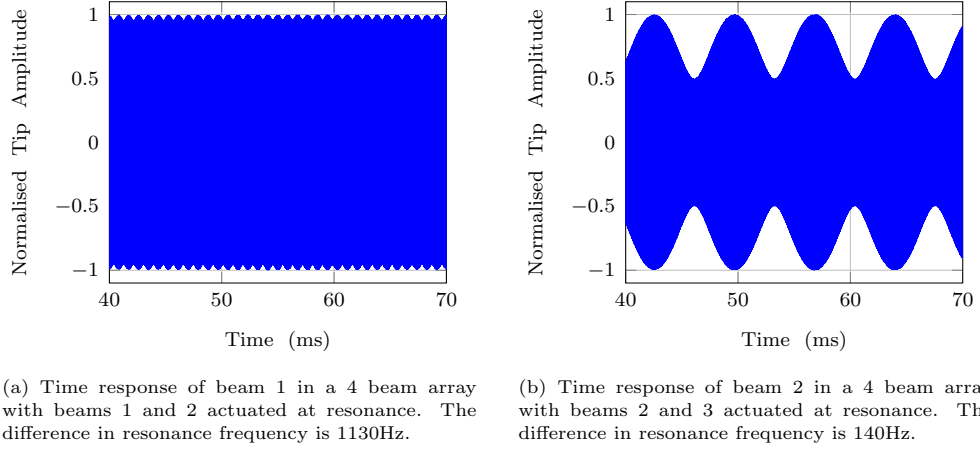 Normalised Tip Amplitude
1
0.5
0
−0.5
−1
40
50
60
70
Time (ms)
(a) Time response of beam 1 in a 4 beam array
with beams 1 and 2 actuated at resonance. The
difference in resonance frequency is 1130Hz.
Normalised Tip Amplitude
1
0.5
0
−0.5
−1
40
50
60
70
Time (ms)
(b) Time response of beam 2 in a 4 beam arra
with beams 2 and 3 actuated at resonance. Th
difference in resonance frequency is 140Hz.